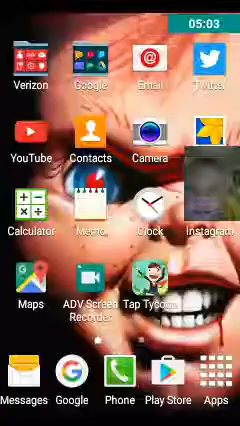 05:03
Verizon Google Email Twitter
YouTube Contacts Camera
Calculator Memo Clock Instagram
Maps ADV Screen Recorder Tap Tycoon
Messages Google Phone Play Store Apps